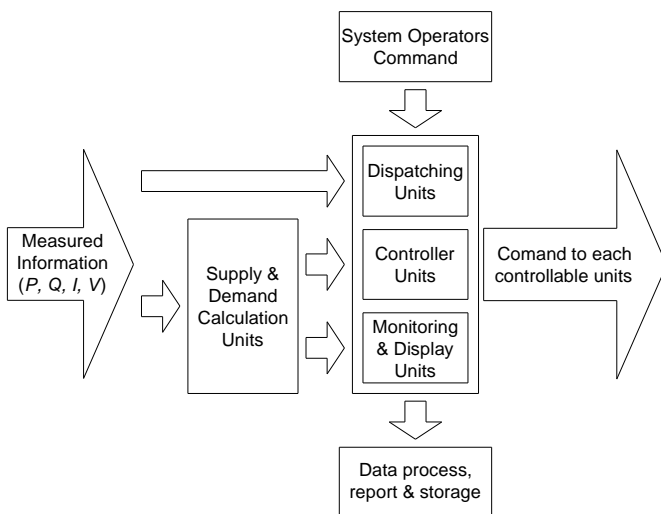 System Operators
Command
Dispatching
Units
Measured
Information
(P, Q, I, V)
Supply &
Demand
Calculation
Units
Controller
Units
Comand to each
controllable units
Monitoring
& Display
Units
Data process,
report & storage